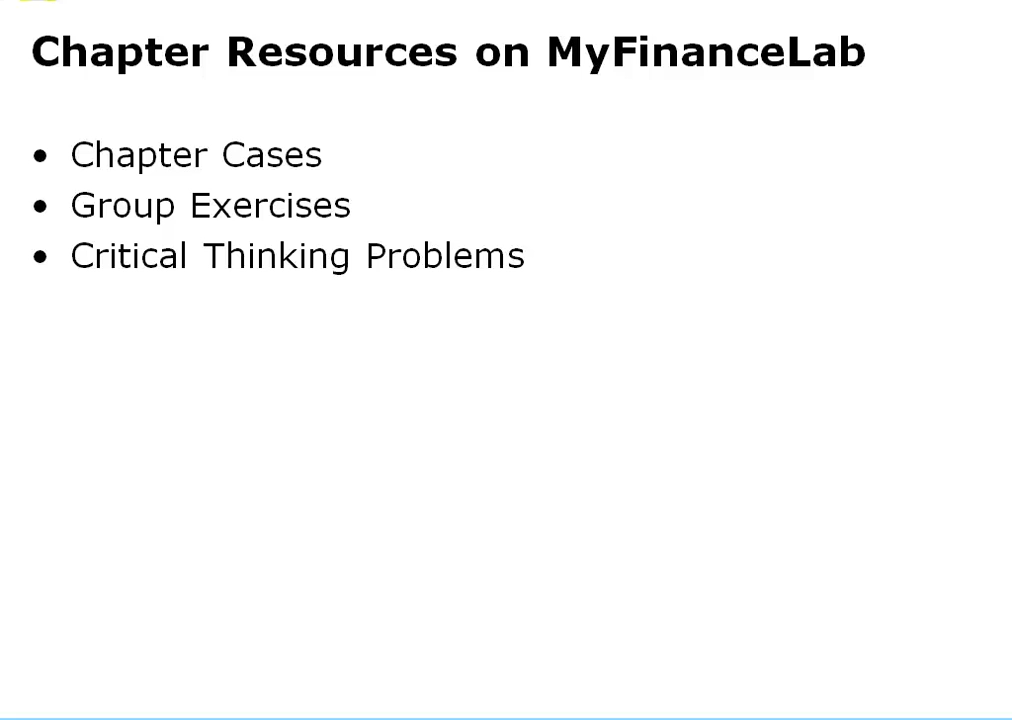 Chapter Resources on MyFinanceLab
• Chapter Cases
• Group Exercises
• Critical Thinking Problems